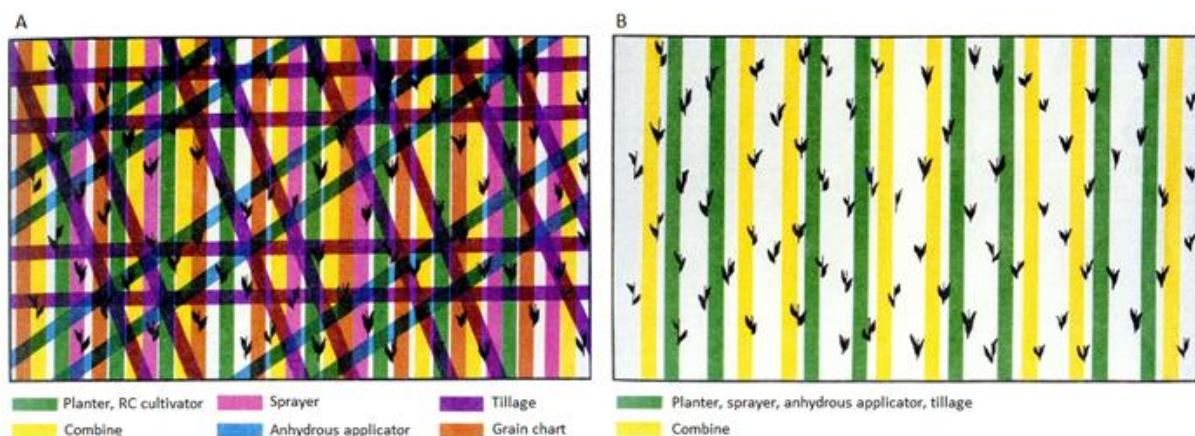 A
B
Planter, RC cultivator
Sprayer
Tillage
Combine
Anhydrous applicator
Grain chart
Planter, sprayer, anhydrous applicator, tillage
Combine